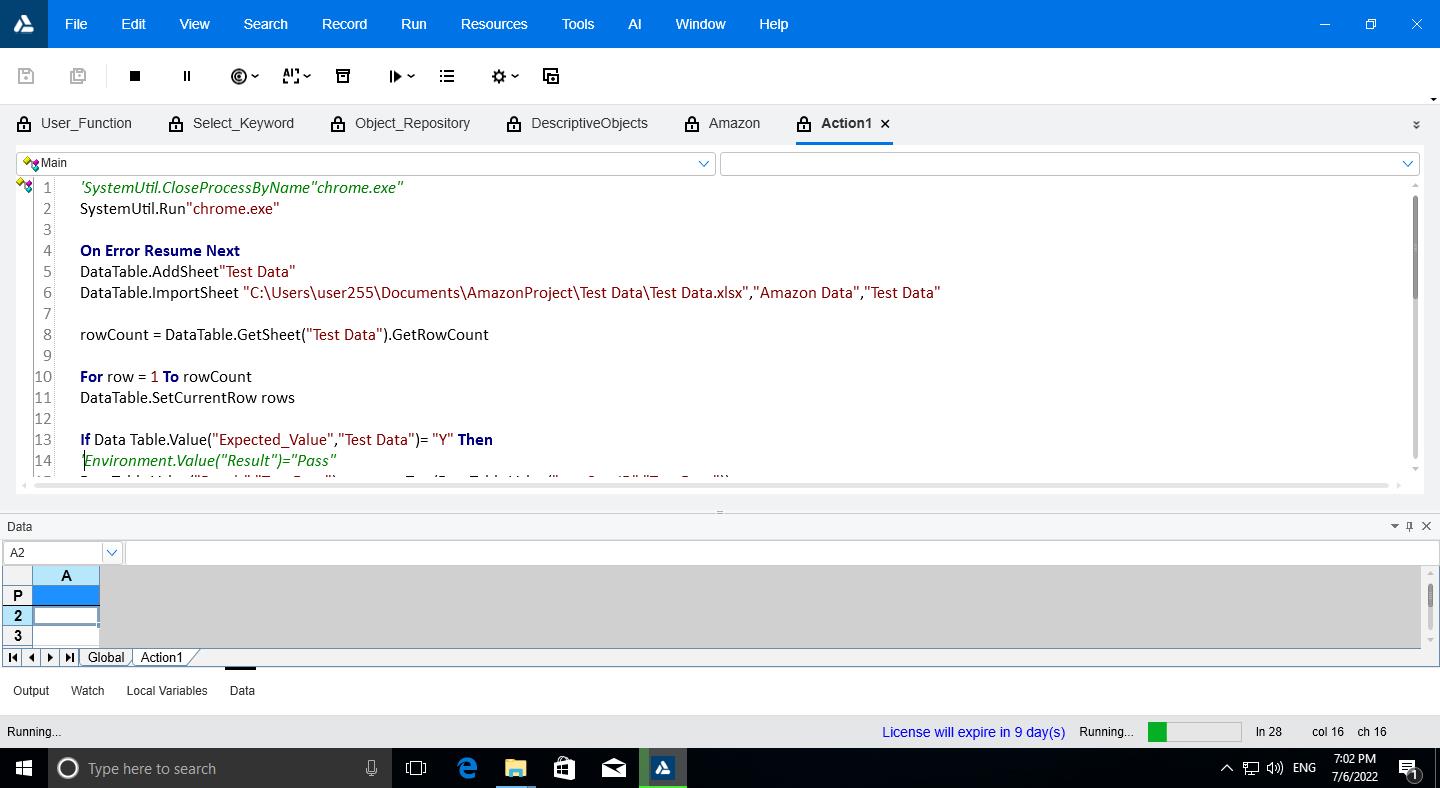 File Edit View Search Record Run Resources Tools AI Window Help
User_Function Select_Keyword Object_Repository DescriptiveObjects Amazon Action1
Main
1 'SystemUtil.CloseProcessByName"chrome.exe"
2 SystemUtil.Run"chrome.exe"
3
4 On Error Resume Next
5 DataTable.AddSheet"Test Data"
6 DataTable.ImportSheet "C:\Users\user255\Documents\AmazonProject\Test Data\Test Data.xlsx","Amazon Data","Test Data"
7
8 rowCount = DataTable.GetSheet("Test Data").GetRowCount
9
10 For row = 1 To rowCount
11 DataTable.SetCurrentRow rows
12
13 If Data Table.Value("Expected_Value","Test Data")= "Y" Then
14 'Environment.Value("Result")="Pass"
Data
A2
A
P
2
3
Global Action1
Output Watch Local Variables Data
Running... License will expire in 9 day(s) Running... ln 28 col 16 ch 16
Type here to search ENG 7:02 PM
7/6/2022 1